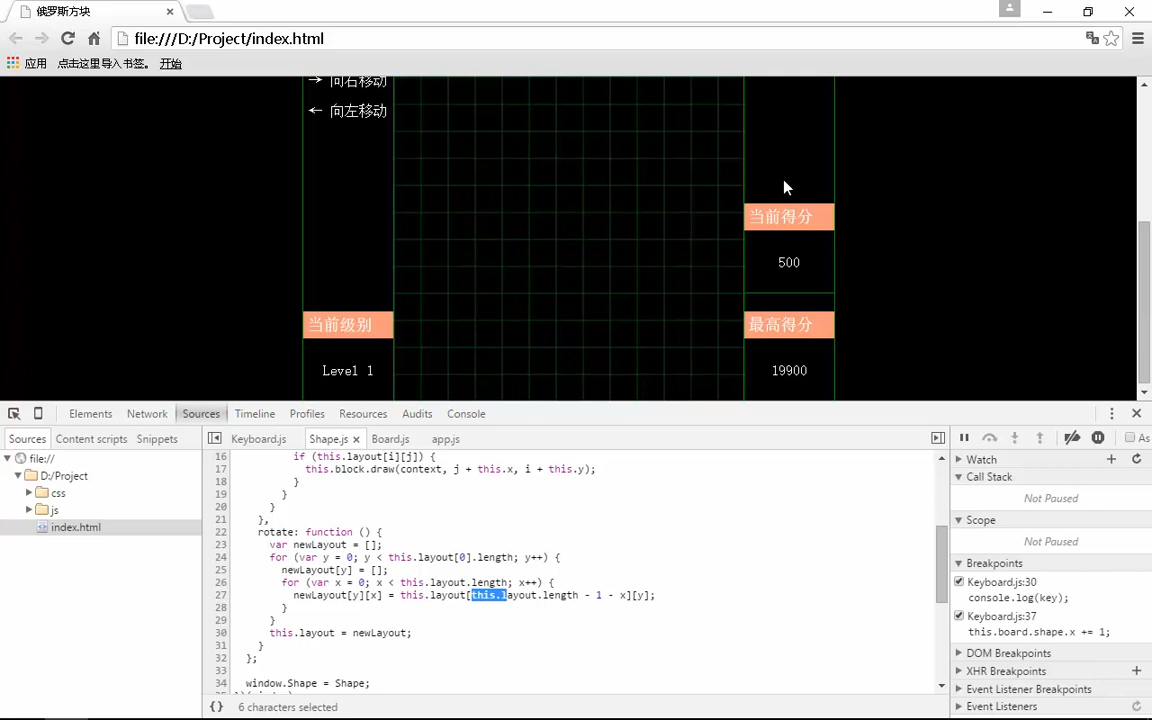 俄罗斯方块
file:///D:/Project/index.html
应用 点击这里导入书签。 开始
→ 向右移动
← 向左移动
当前得分
500
当前级别
最高得分
Level 1
19900
Elements Network Sources Timeline Profiles Resources Audits Console
Sources Content scripts Snippets
Keyboard.js Shape.js × Board.js app.js
As
file://
D:/Project
css
js
index.html
16 if (this.layout[i][j]) {
17 this.block.draw(context, j + this.x, i + this.y);
18 }
19 }
20 }
21 },
22 rotate: function () {
23 var newLayout = [];
24 for (var y = 0; y < this.layout[0].length; y++) {
25 newLayout[y] = [];
26 for (var x = 0; x < this.layout.length; x++) {
27 newLayout[y][x] = this.layout[this.layout.length - 1 - x][y];
28 }
29 }
30 this.layout = newLayout;
31 }
32 };
33
34 window.Shape = Shape;
{} 6 characters selected
Watch
Call Stack
Not Paused
Scope
Not Paused
Breakpoints
Keyboard.js:30
console.log(key);
Keyboard.js:37
this.board.shape.x += 1;
DOM Breakpoints
XHR Breakpoints
Event Listener Breakpoints
Event Listeners